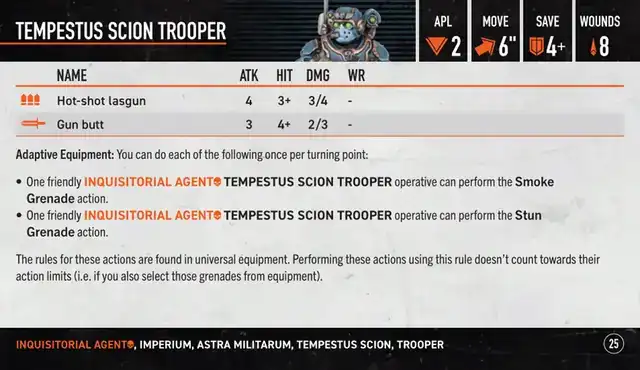 TEMPESTUS SCION TROOPER
APL
2
MOVE
6"
SAVE
4+
WOUNDS
8
NAME ATK HIT DMG WR
Hot-shot lasgun 4 3+ 3/4 -
Gun butt 3 4+ 2/3 -
Adaptive Equipment: You can do each of the following once per turning point:
• One friendly INQUISITORIAL AGENT TEMPESTUS SCION TROOPER operative can perform the Smoke
Grenade action.
• One friendly INQUISITORIAL AGENT TEMPESTUS SCION TROOPER operative can perform the Stun
Grenade action.
The rules for these actions are found in universal equipment. Performing these actions using this rule doesn't count towards their
action limits (i.e. if you also select those grenades from equipment).
INQUISITORIAL AGENT, IMPERIUM, ASTRA MILITARUM, TEMPESTUS SCION, TROOPER
25